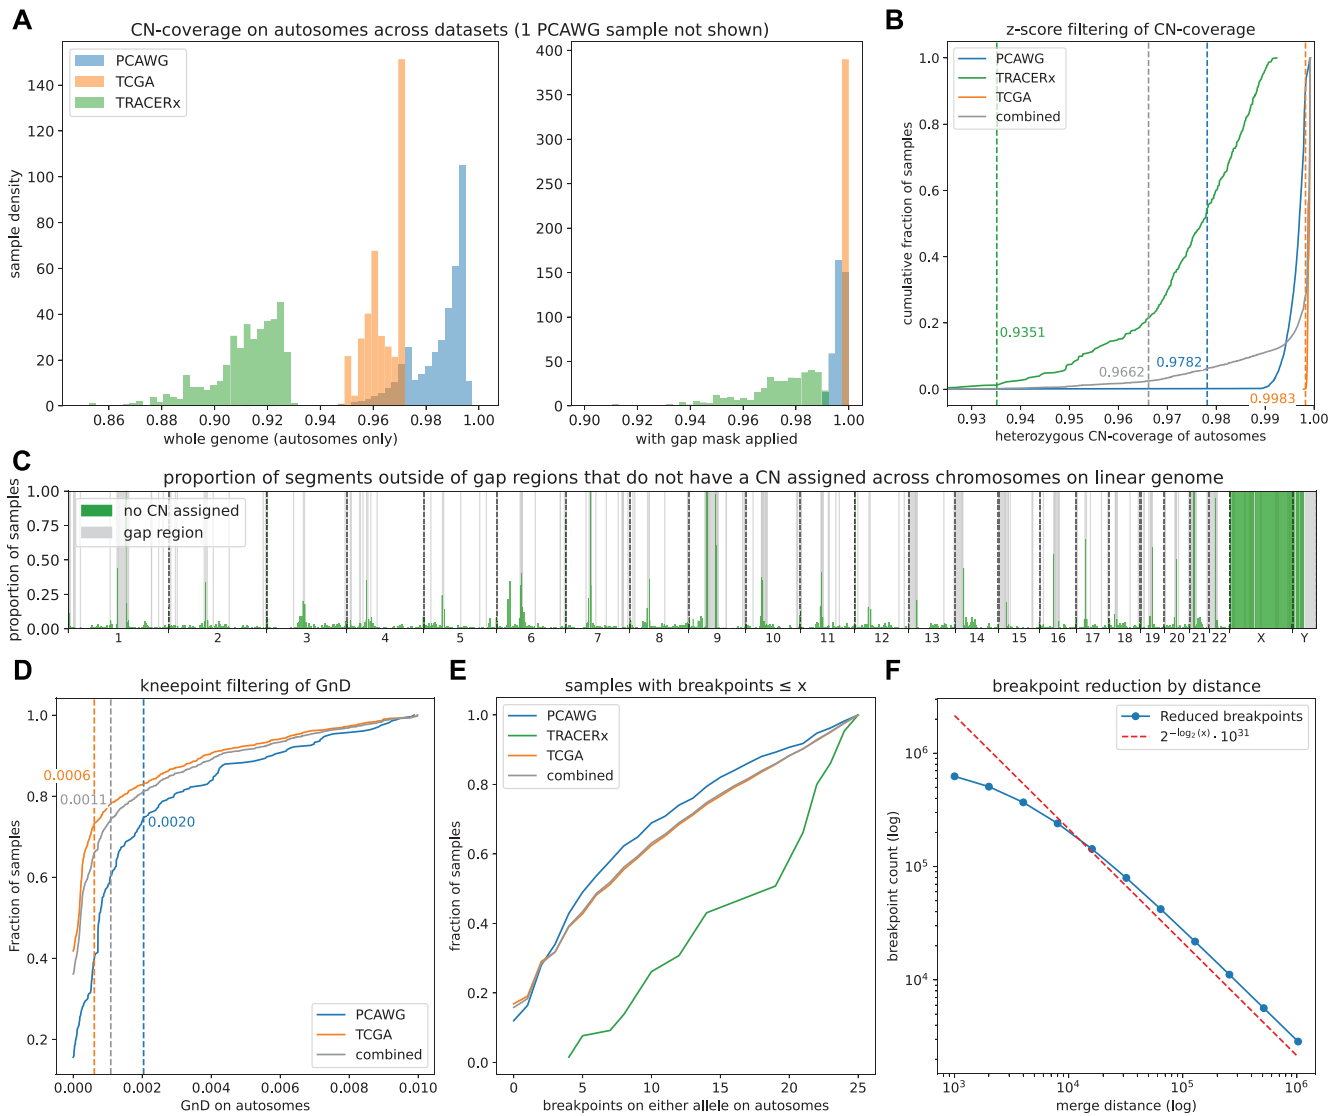 A
CN-coverage on autosomes across datasets (1 PCAWG sample not shown)
PCAWG
TCGA
TRACERx
sample density
0
20
40
60
80
100
120
140
0.86
0.88
0.90
0.92
0.94
0.96
0.98
1.00
whole genome (autosomes only)
0
50
100
150
200
250
300
350
400
0.90
0.92
0.94
0.96
0.98
1.00
with gap mask applied
B
z-score filtering of CN-coverage
PCAWG
TRACERx
TCGA
combined
cumulative fraction of samples
0.0
0.2
0.4
0.6
0.8
1.0
0.9351
0.9662
0.9782
0.9983
0.93
0.94
0.95
0.96
0.97
0.98
0.99
1.00
heterozygous CN-coverage of autosomes
C
proportion of segments outside of gap regions that do not have a CN assigned across chromosomes on linear genome
no CN assigned
gap region
proportion of samples
1.00
0.75
0.50
0.25
0.00
1 2 3 4 5 6 7 8 9 10 11 12 13 14 15 16 17 18 19 20 21 22 X Y
D
kneepoint filtering of GnD
0.0006
0.0011
0.0020
Fraction of samples
1.0
0.8
0.6
0.4
0.2
PCAWG
TCGA
combined
0.000
0.002
0.004
0.006
0.008
0.010
GnD on autosomes
E
samples with breakpoints ≤ x
PCAWG
TRACERx
TCGA
combined
fraction of samples
1.0
0.8
0.6
0.4
0.2
0.0
0
5
10
15
20
25
breakpoints on either allele on autosomes
F
breakpoint reduction by distance
Reduced breakpoints
2^{-log₂(x)} · 10^{31}
breakpoint count (log)
10⁶
10⁵
10⁴
10³
10⁴
10⁵
10⁶
merge distance (log)